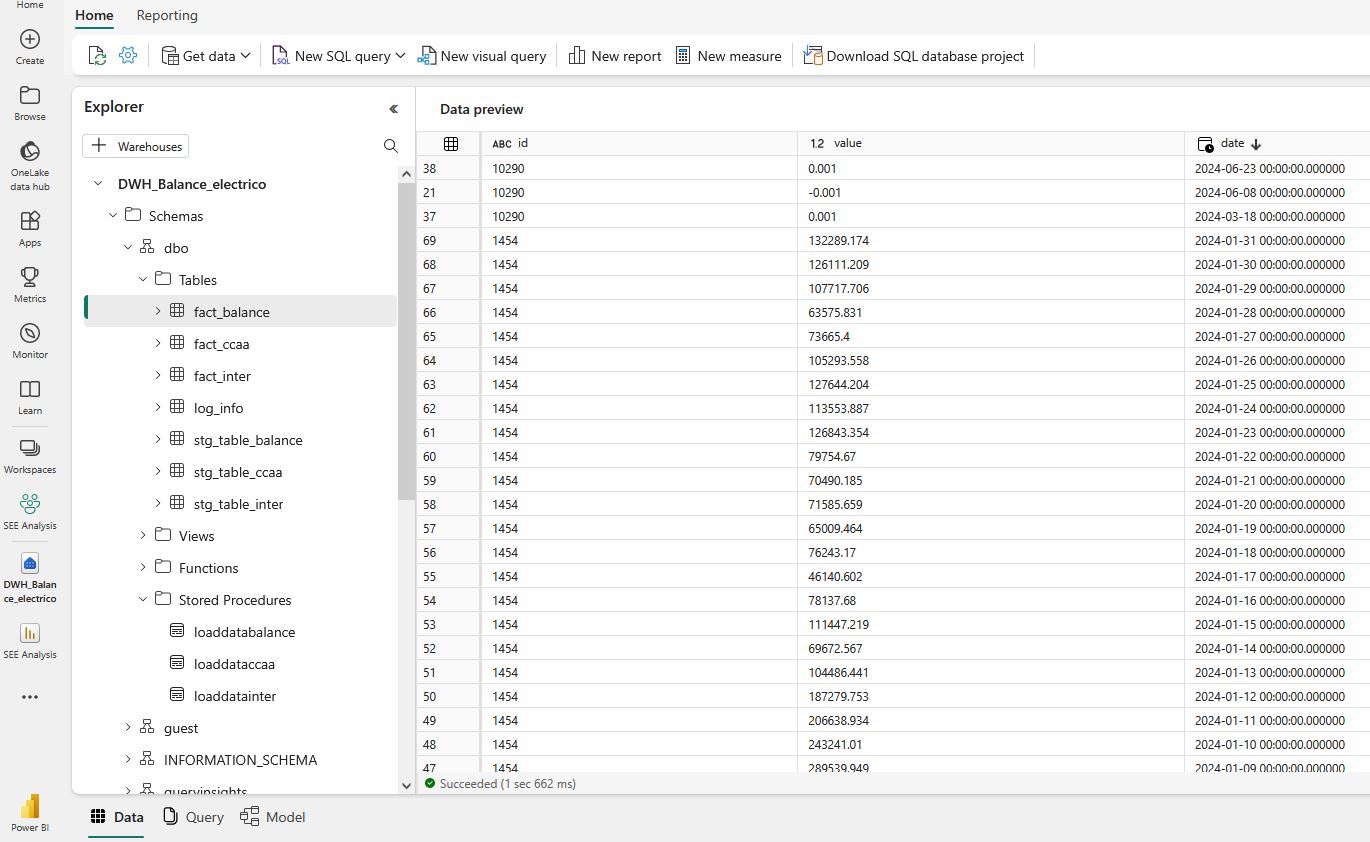 Home
Create
Browse
OneLake
data hub
Apps
Metrics
Monitor
Learn
Workspaces
SEE Analysis
DWH_Balan
ce_electrico
SEE Analysis
Power BI
Home Reporting
Get data New SQL query New visual query New report New measure Download SQL database project
Explorer
Warehouses
DWH_Balance_electrico
Schemas
dbo
Tables
fact_balance
fact_ccaa
fact_inter
log_info
stg_table_balance
stg_table_ccaa
stg_table_inter
Views
Functions
Stored Procedures
loaddatabalance
loaddataccaa
loaddatainter
guest
INFORMATION_SCHEMA
queryinsights
Data preview
ABC id 1.2 value date
38 10290 0.001 2024-06-23 00:00:00.000000
21 10290 -0.001 2024-06-08 00:00:00.000000
37 10290 0.001 2024-03-18 00:00:00.000000
69 1454 132289.174 2024-01-31 00:00:00.000000
68 1454 126111.209 2024-01-30 00:00:00.000000
67 1454 107717.706 2024-01-29 00:00:00.000000
66 1454 63575.831 2024-01-28 00:00:00.000000
65 1454 73665.4 2024-01-27 00:00:00.000000
64 1454 105293.558 2024-01-26 00:00:00.000000
63 1454 127644.204 2024-01-25 00:00:00.000000
62 1454 113553.887 2024-01-24 00:00:00.000000
61 1454 126843.354 2024-01-23 00:00:00.000000
60 1454 79754.67 2024-01-22 00:00:00.000000
59 1454 70490.185 2024-01-21 00:00:00.000000
58 1454 71585.659 2024-01-20 00:00:00.000000
57 1454 65009.464 2024-01-19 00:00:00.000000
56 1454 76243.17 2024-01-18 00:00:00.000000
55 1454 46140.602 2024-01-17 00:00:00.000000
54 1454 78137.68 2024-01-16 00:00:00.000000
53 1454 111447.219 2024-01-15 00:00:00.000000
52 1454 69672.567 2024-01-14 00:00:00.000000
51 1454 104486.441 2024-01-13 00:00:00.000000
50 1454 187279.753 2024-01-12 00:00:00.000000
49 1454 206638.934 2024-01-11 00:00:00.000000
48 1454 243241.01 2024-01-10 00:00:00.000000
47 1454 289539.949 2024-01-09 00:00:00.000000
Succeeded (1 sec 662 ms)
Data Query Model